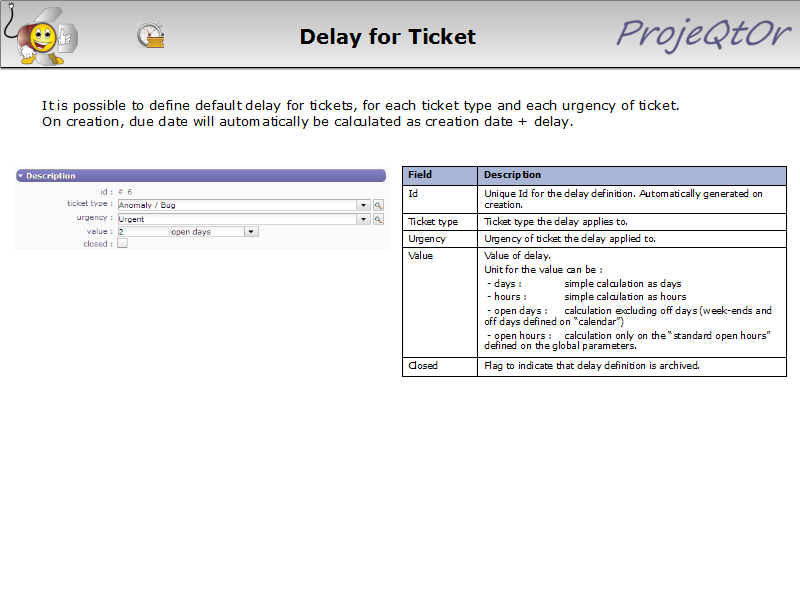 Delay for Ticket
ProjeQtOr
It is possible to define default delay for tickets, for each ticket type and each urgency of ticket.
On creation, due date will automatically be calculated as creation date + delay.
Description
id : # 6
ticket type : Anomaly / Bug
urgency : Urgent
value : 2 open days
closed :
Field Description
Id Unique Id for the delay definition. Automatically generated on
creation.
Ticket type Ticket type the delay applies to.
Urgency Urgency of ticket the delay applied to.
Value Value of delay.
Unit for the value can be :
- days : simple calculation as days
- hours : simple calculation as hours
- open days : calculation excluding off days (week-ends and
off days defined on "calendar")
- open hours : calculation only on the "standard open hours"
defined on the global parameters.
Closed Flag to indicate that delay definition is archived.